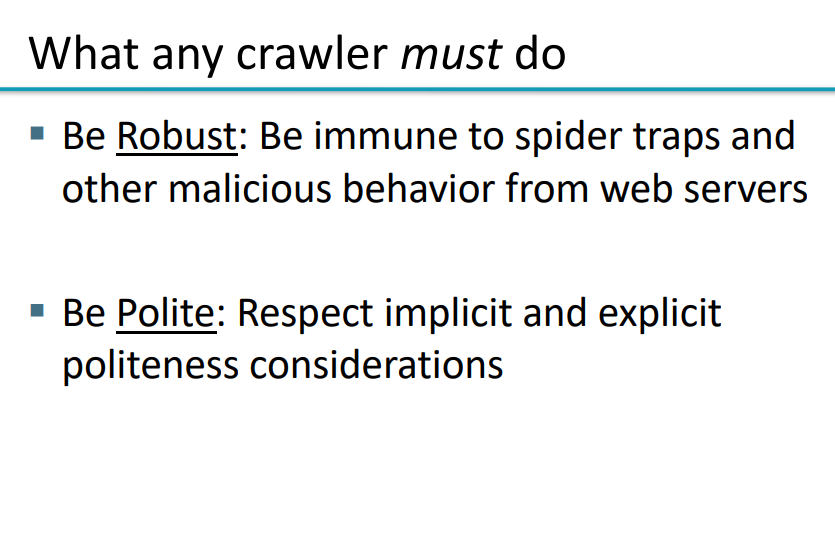 What any crawler must do
▪ Be Robust: Be immune to spider traps and
other malicious behavior from web servers
▪ Be Polite: Respect implicit and explicit
politeness considerations